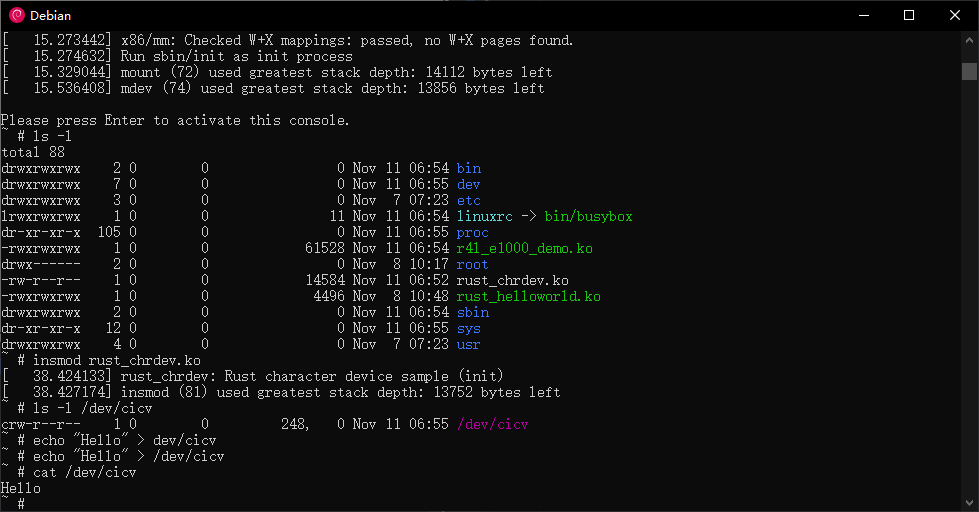 Debian
[   15.273442] x86/mm: Checked W+X mappings: passed, no W+X pages found.
[   15.274632] Run sbin/init as init process
[   15.329044] mount (72) used greatest stack depth: 14112 bytes left
[   15.536408] mdev (74) used greatest stack depth: 13856 bytes left
Please press Enter to activate this console.
~ # ls -l
total 88
drwxrwxrwx    2 0        0                0 Nov 11 06:54 bin
drwxrwxrwx    7 0        0                0 Nov 11 06:55 dev
drwxrwxrwx    3 0        0                0 Nov  7 07:23 etc
lrwxrwxrwx    1 0        0               11 Nov 11 06:54 linuxrc -> bin/busybox
dr-xr-xr-x  105 0        0                0 Nov 11 06:55 proc
-rwxrwxrwx    1 0        0            61528 Nov 11 06:54 r4l_e1000_demo.ko
drwx------    2 0        0                0 Nov  8 10:17 root
-rw-r--r--    1 0        0            14584 Nov 11 06:52 rust_chrdev.ko
-rwxrwxrwx    1 0        0             4496 Nov  8 10:48 rust_helloworld.ko
drwxrwxrwx    2 0        0                0 Nov 11 06:54 sbin
dr-xr-xr-x   12 0        0                0 Nov 11 06:55 sys
drwxrwxrwx    4 0        0                0 Nov  7 07:23 usr
~ # insmod rust_chrdev.ko
[   38.424133] rust_chrdev: Rust character device sample (init)
[   38.427174] insmod (81) used greatest stack depth: 13752 bytes left
~ # ls -l /dev/cicv
crw-r--r--    1 0        0         248,   0 Nov 11 06:55 /dev/cicv
~ # echo "Hello" > dev/cicv
~ # echo "Hello" > /dev/cicv
~ # cat /dev/cicv
Hello
~ #